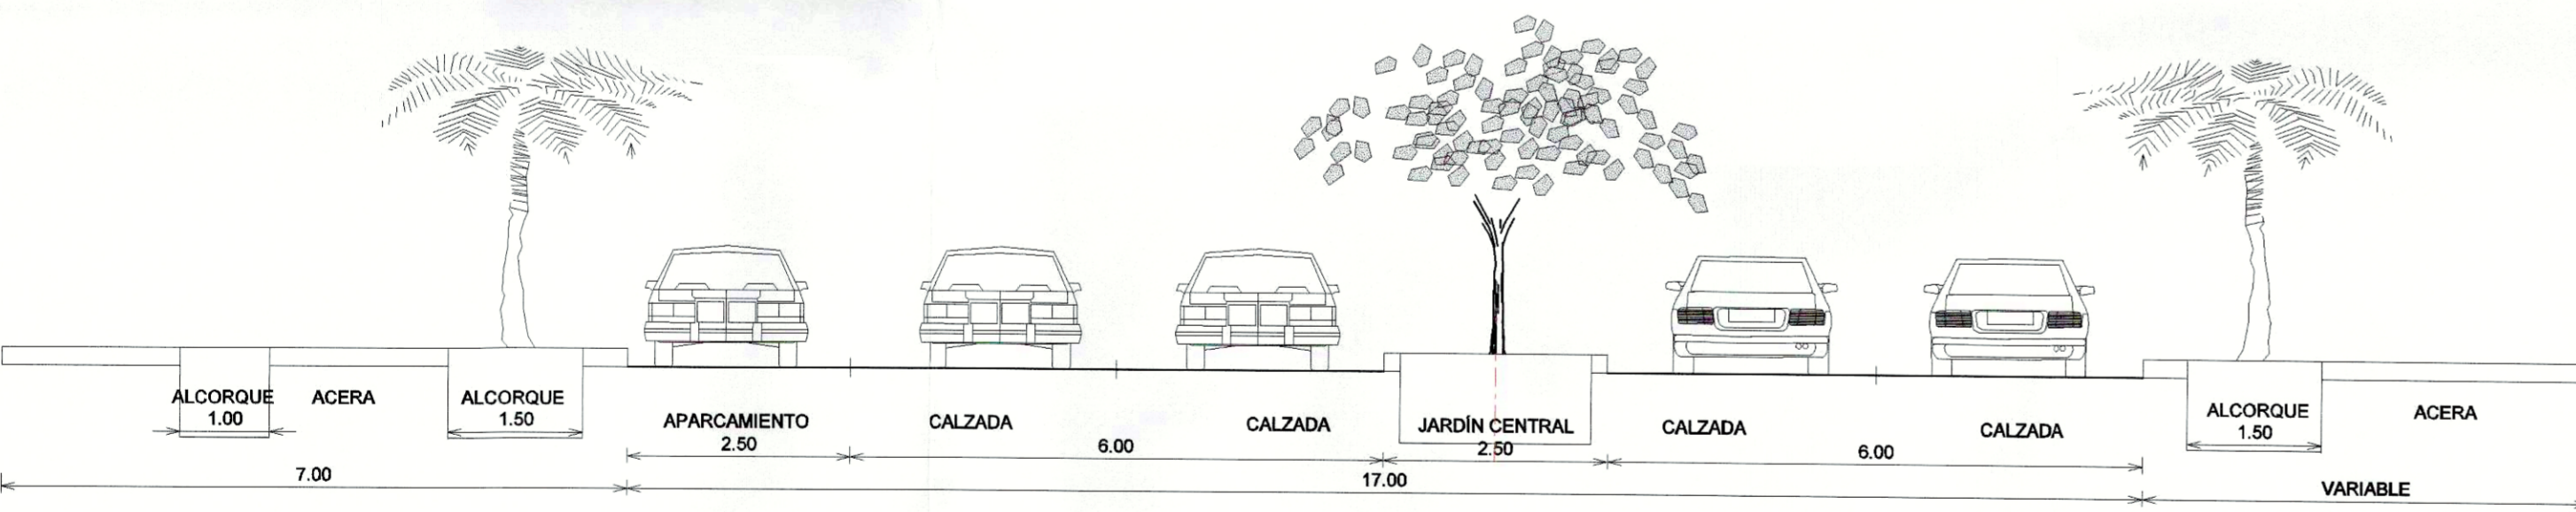 ALCORQUE
1.00
ACERA
ALCORQUE
1.50
APARCAMIENTO
2.50
CALZADA
6.00
CALZADA
JARDÍN CENTRAL
2.50
CALZADA
6.00
CALZADA
ALCORQUE
1.50
ACERA
7.00
17.00
VARIABLE